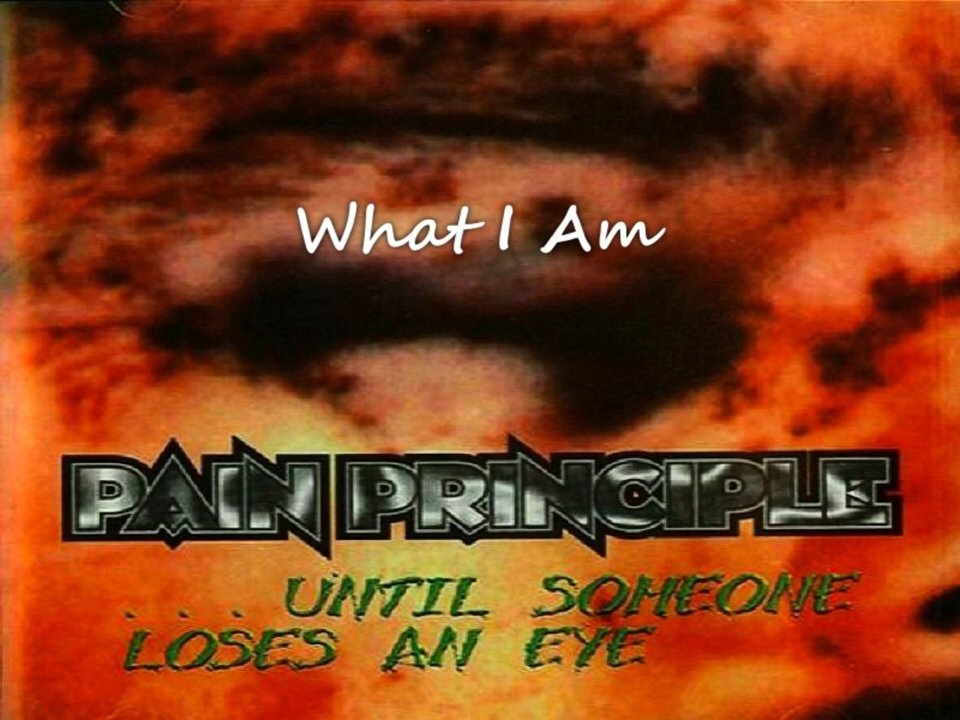 What I Am
PAIN PRINCIPLE
. . . UNTIL SOMEONE
LOSES AN EYE